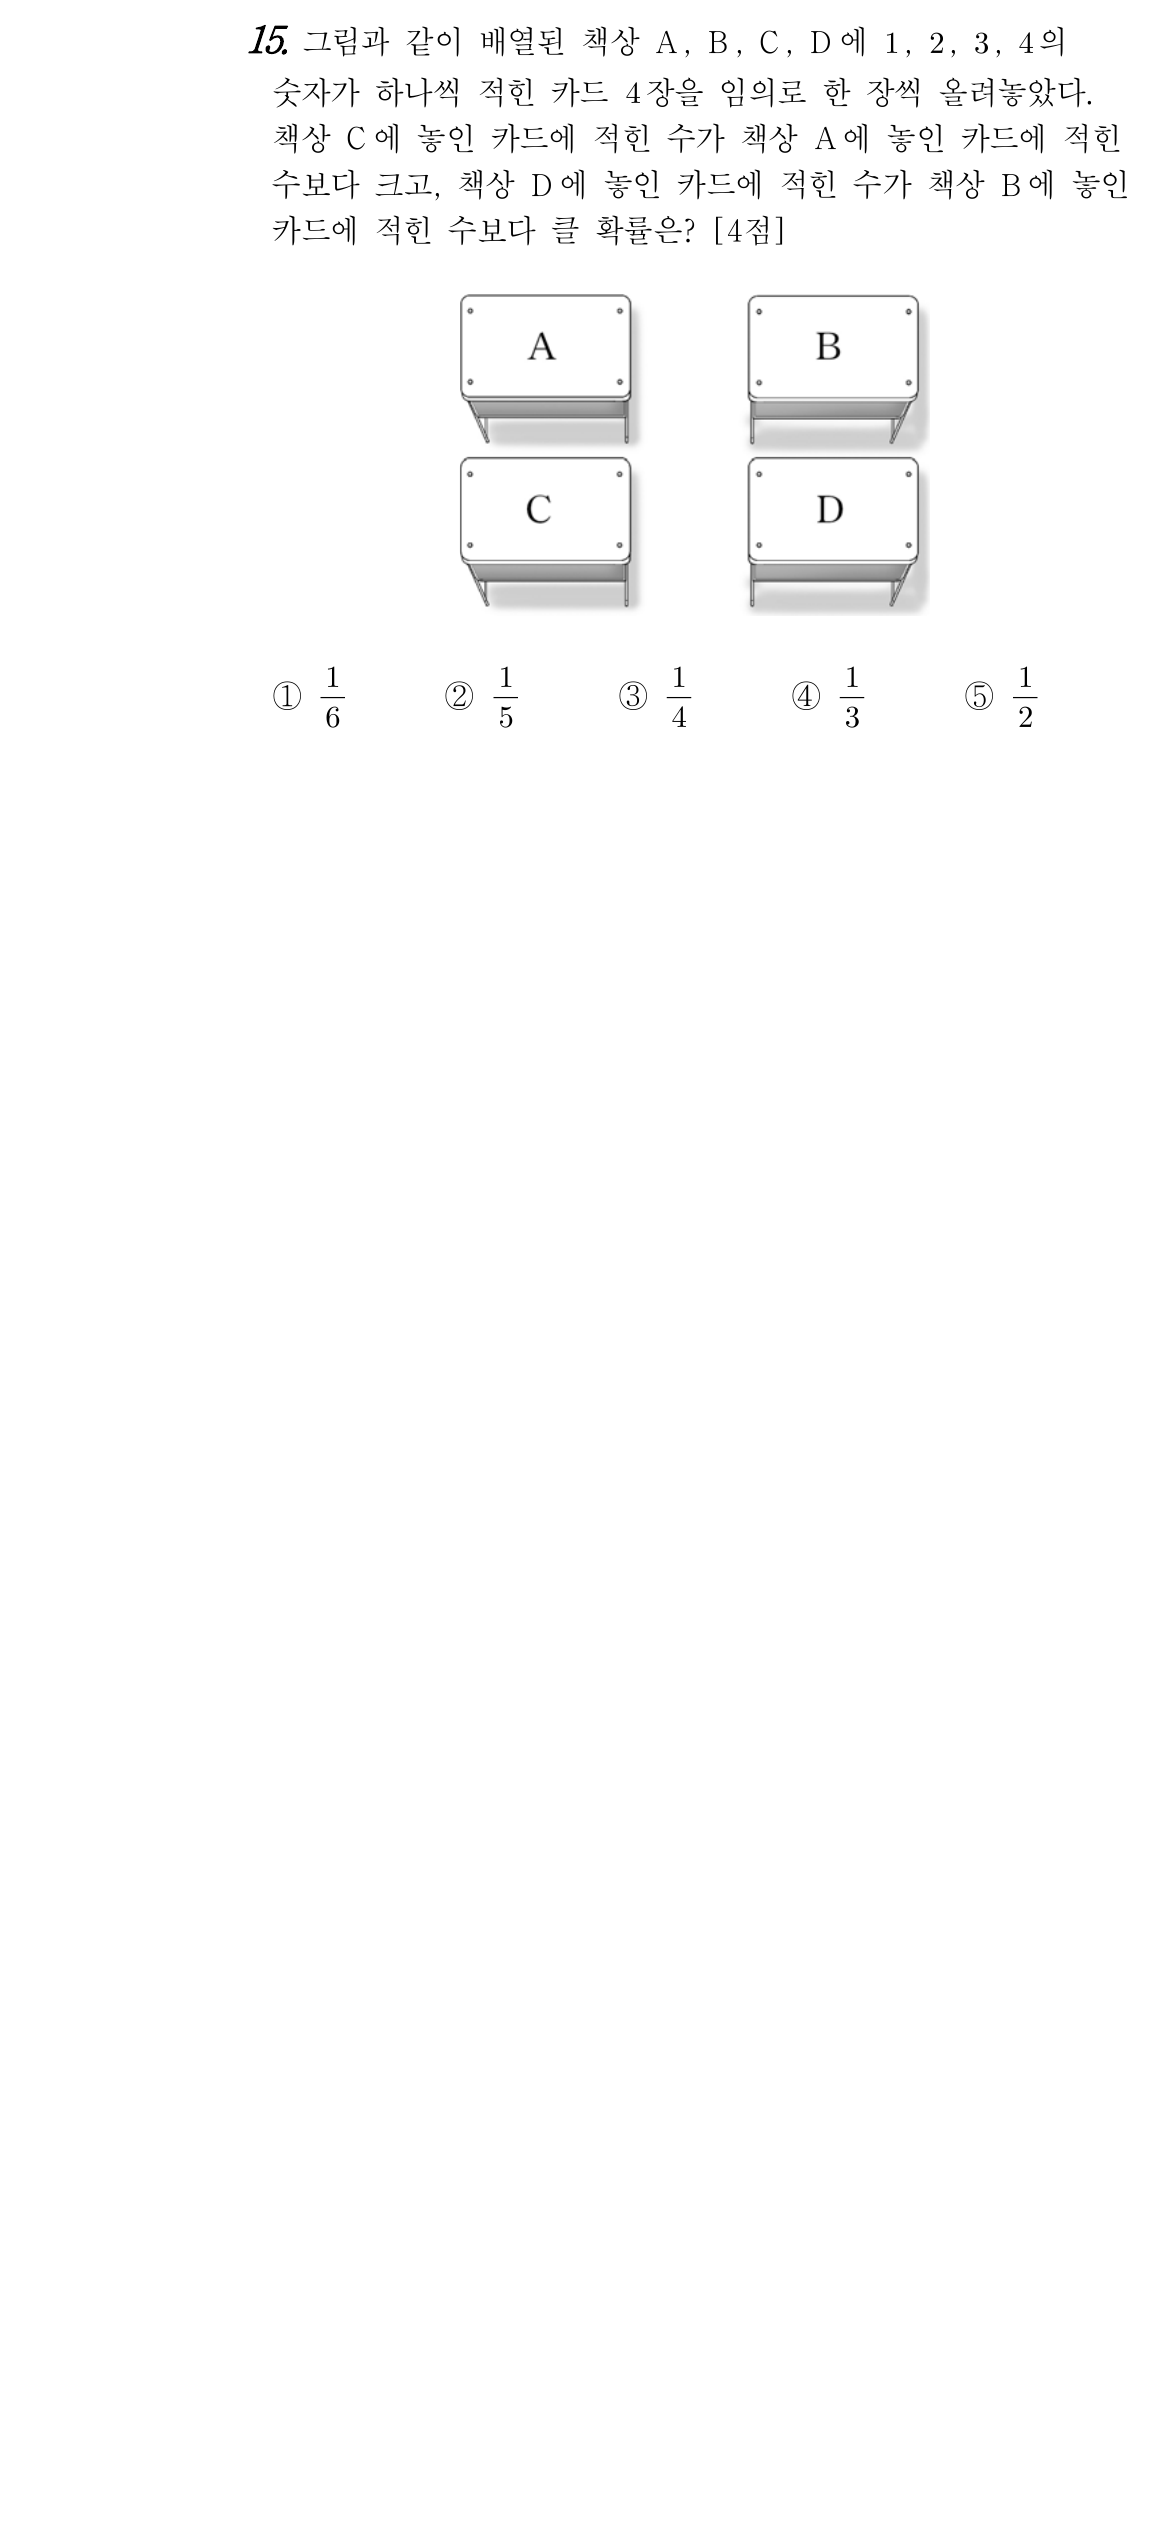 15. 그림과 같이 배열된 책상 A, B, C, D에 1, 2, 3, 4의
숫자가 하나씩 적힌 카드 4장을 임의로 한 장씩 올려놓았다.
책상 C에 놓인 카드에 적힌 수가 책상 A에 놓인 카드에 적힌
수보다 크고, 책상 D에 놓인 카드에 적힌 수가 책상 B에 놓인
카드에 적힌 수보다 클 확률은? [4점]
A B
C D
① 1/6 ② 1/5 ③ 1/4 ④ 1/3 ⑤ 1/2